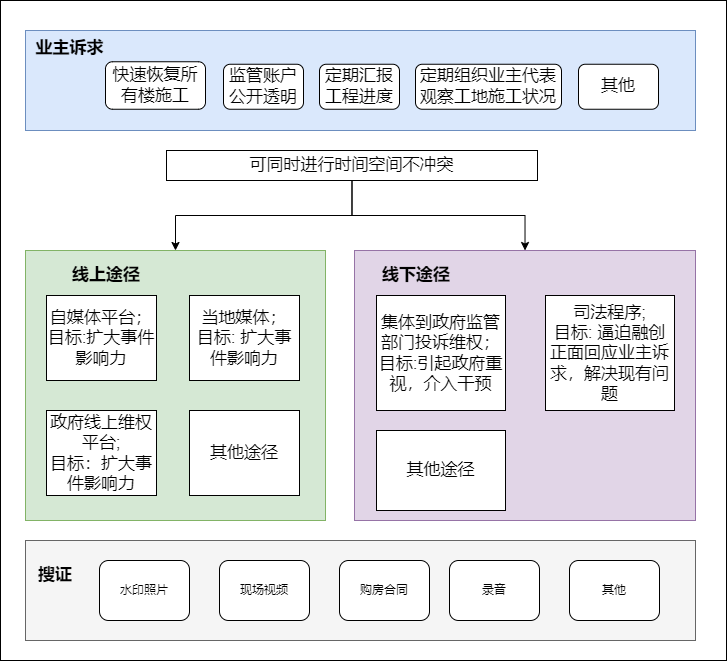 业主诉求
快速恢复所
有楼施工
监管账户
公开透明
定期汇报
工程进度
定期组织业主代表
观察工地施工状况
其他
可同时进行时间空间不冲突
线上途径
自媒体平台；
目标:扩大事件
影响力
当地媒体；
目标: 扩大事
件影响力
政府线上维权
平台;
目标：扩大事
件影响力
其他途径
线下途径
集体到政府监管
部门投诉维权；
目标:引起政府重
视，介入干预
司法程序;
目标: 逼迫融创
正面回应业主诉
求，解决现有问
题
其他途径
搜证
水印照片
现场视频
购房合同
录音
其他